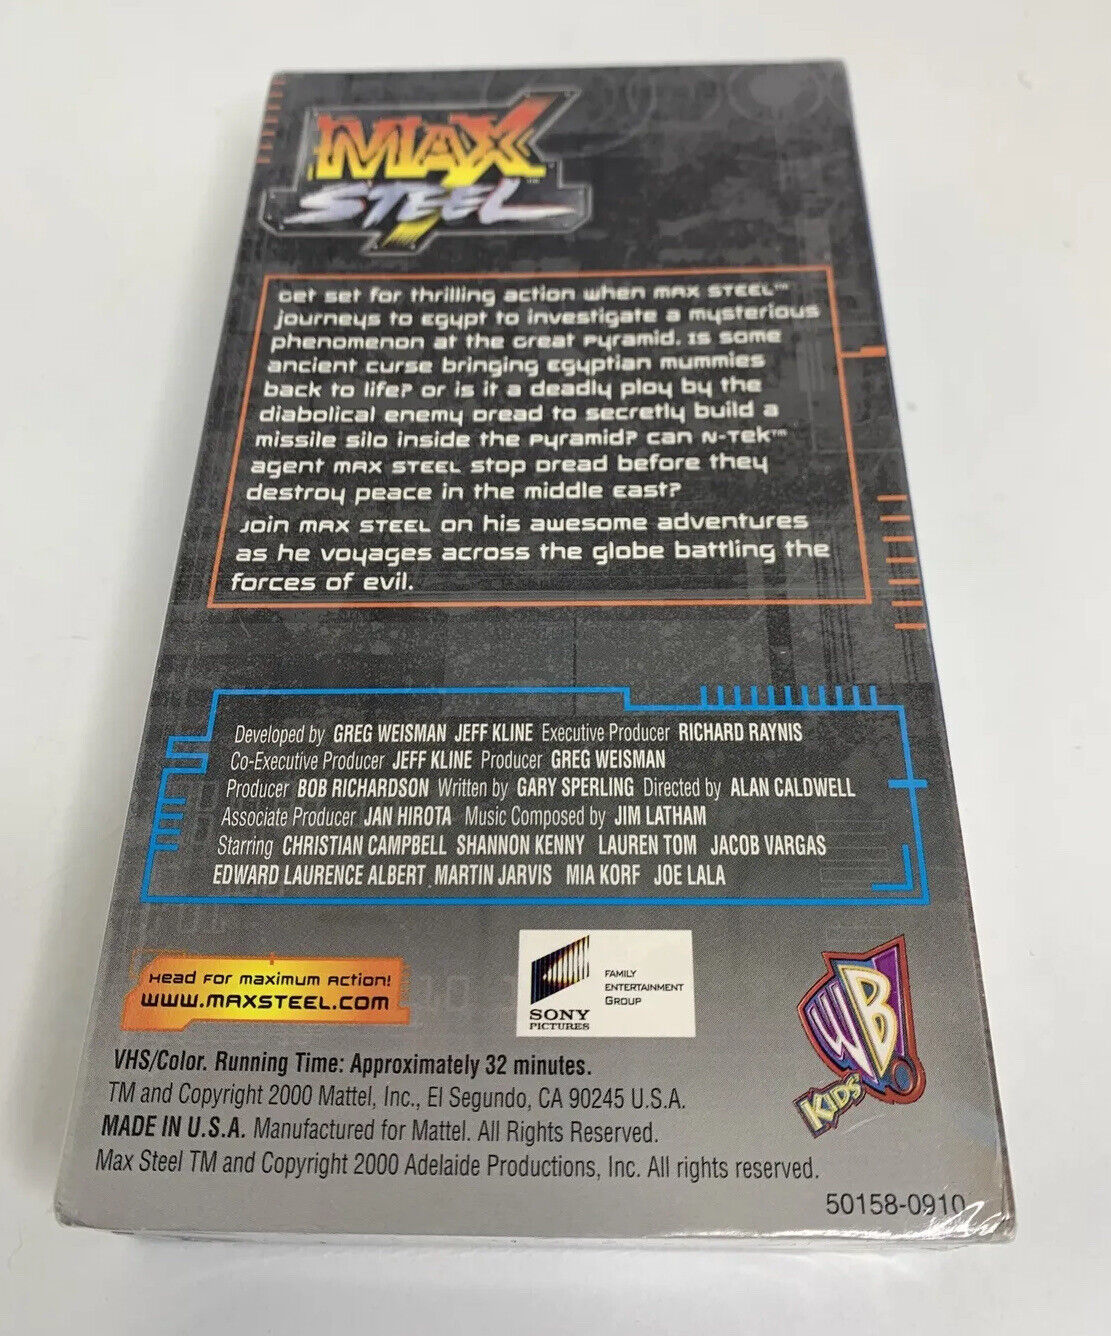 MAX
STEEL™
Get set for thrilling action when MAX STEEL™
journeys to Egypt to investigate a mysterious
phenomenon at the Great Pyramid. Is some
ancient curse bringing Egyptian mummies
back to life? Or is it a deadly ploy by the
diabolical enemy Dread to secretly build a
missile silo inside the Pyramid? Can N-Tek™
agent MAX STEEL stop Dread before they
destroy peace in the Middle East?
Join MAX STEEL on his awesome adventures
as he voyages across the globe battling the
forces of evil.
Developed by GREG WEISMAN JEFF KLINE Executive Producer RICHARD RAYNIS
Co-Executive Producer JEFF KLINE Producer GREG WEISMAN
Producer BOB RICHARDSON Written by GARY SPERLING Directed by ALAN CALDWELL
Associate Producer JAN HIROTA Music Composed by JIM LATHAM
Starring CHRISTIAN CAMPBELL SHANNON KENNY LAUREN TOM JACOB VARGAS
EDWARD LAURENCE ALBERT MARTIN JARVIS MIA KORF JOE LALA
Head For Maximum Action!
WWW.MAXSTEEL.COM
SONY
PICTURES
FAMILY
ENTERTAINMENT
GROUP
WB
KIDS'
VHS/Color. Running Time: Approximately 32 minutes.
TM and Copyright 2000 Mattel, Inc., El Segundo, CA 90245 U.S.A.
MADE IN U.S.A. Manufactured for Mattel. All Rights Reserved.
Max Steel TM and Copyright 2000 Adelaide Productions, Inc. All rights reserved.
50158-0910